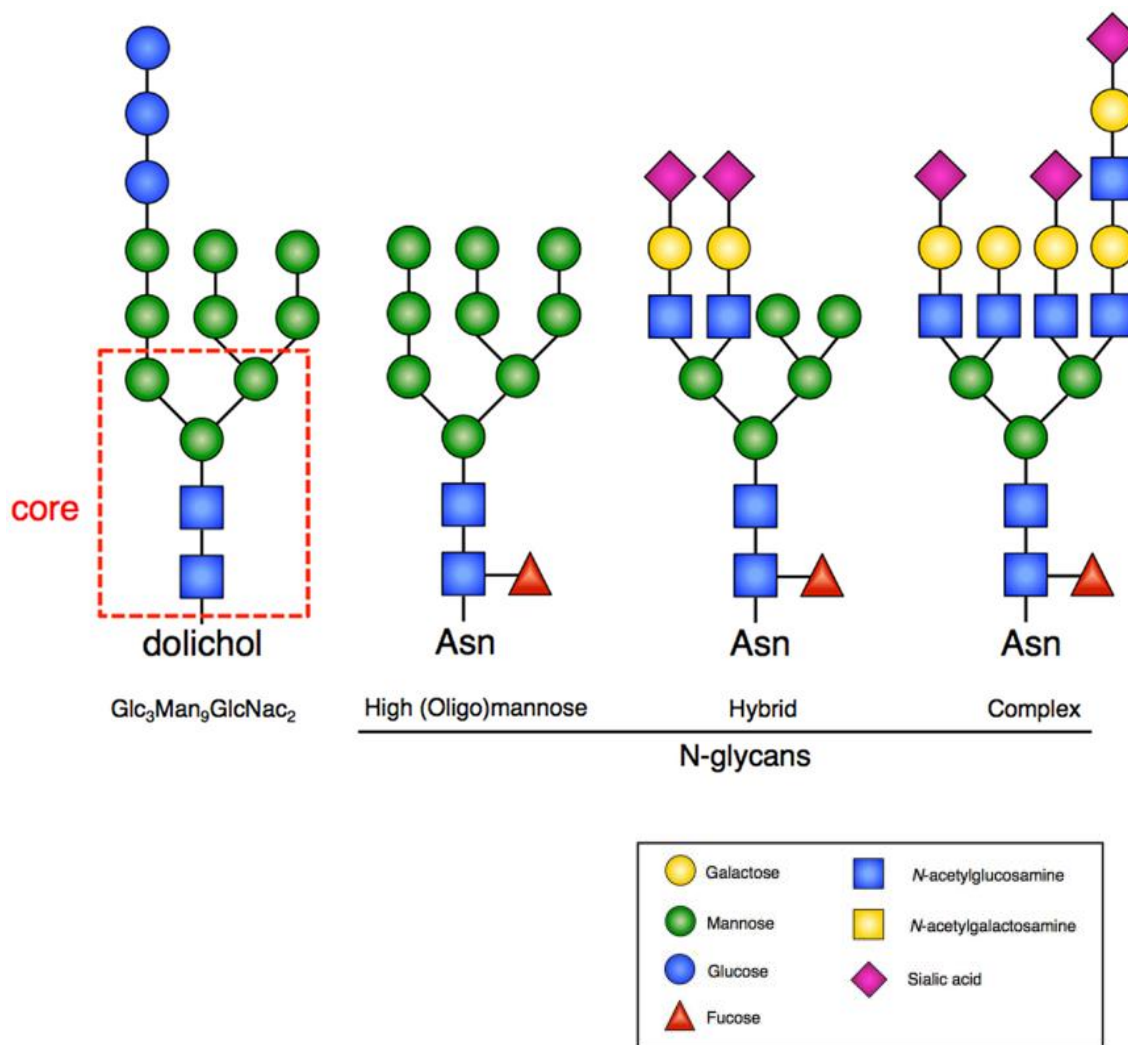 core
dolichol
Asn
Asn
Asn
Glc₃Man₉GlcNac₂
High (Oligo)mannose
Hybrid
Complex
N-glycans
Galactose
N-acetylglucosamine
Mannose
N-acetylgalactosamine
Glucose
Sialic acid
Fucose